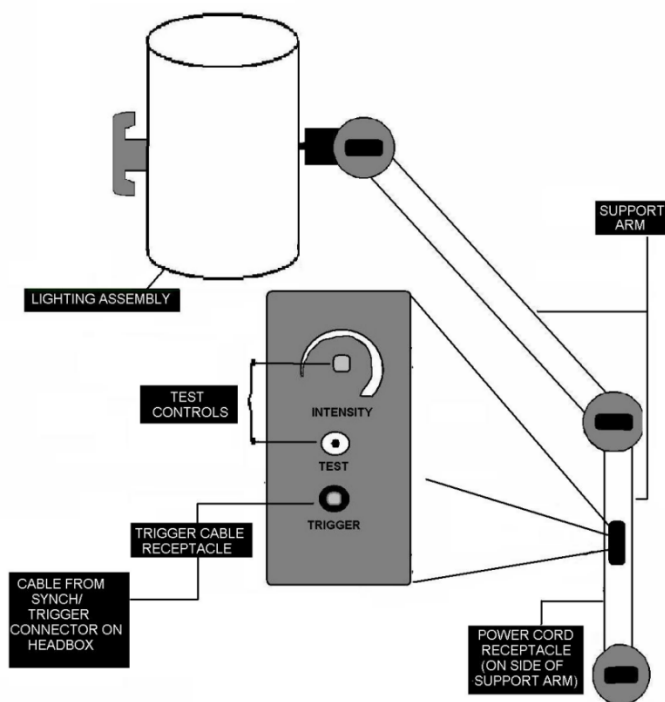 SUPPORT
ARM
LIGHTING ASSEMBLY
INTENSITY
TEST
CONTROLS
TEST
TRIGGER
TRIGGER CABLE
RECEPTACLE
CABLE FROM
SYNCH/
TRIGGER
CONNECTOR ON
HEADBOX
POWER CORD
RECEPTACLE
(ON SIDE OF
SUPPORT ARM)